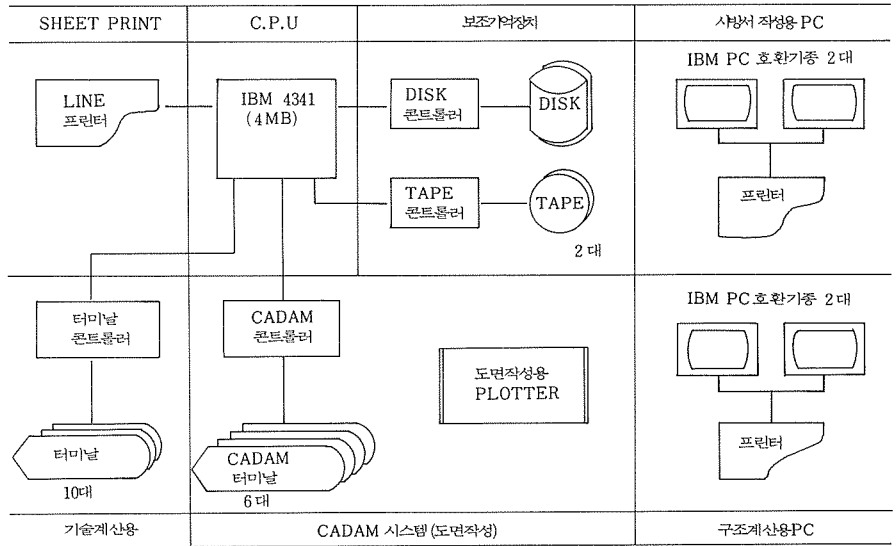 SHEET PRINT
C.P.U
보조기억장치
시방서 작성용 PC
LINE
프린터
IBM 4341
(4MB)
DISK
콘트롤러
DISK
TAPE
콘트롤러
TAPE
2대
IBM PC 호환기종 2대
프린터
터미날
콘트롤러
터미날
10대
CADAM
콘트롤러
CADAM
터미날
6대
도면작성용
PLOTTER
IBM PC호환기종 2대
프린터
기술계산용
CADAM 시스템(도면작성)
구조계산용PC